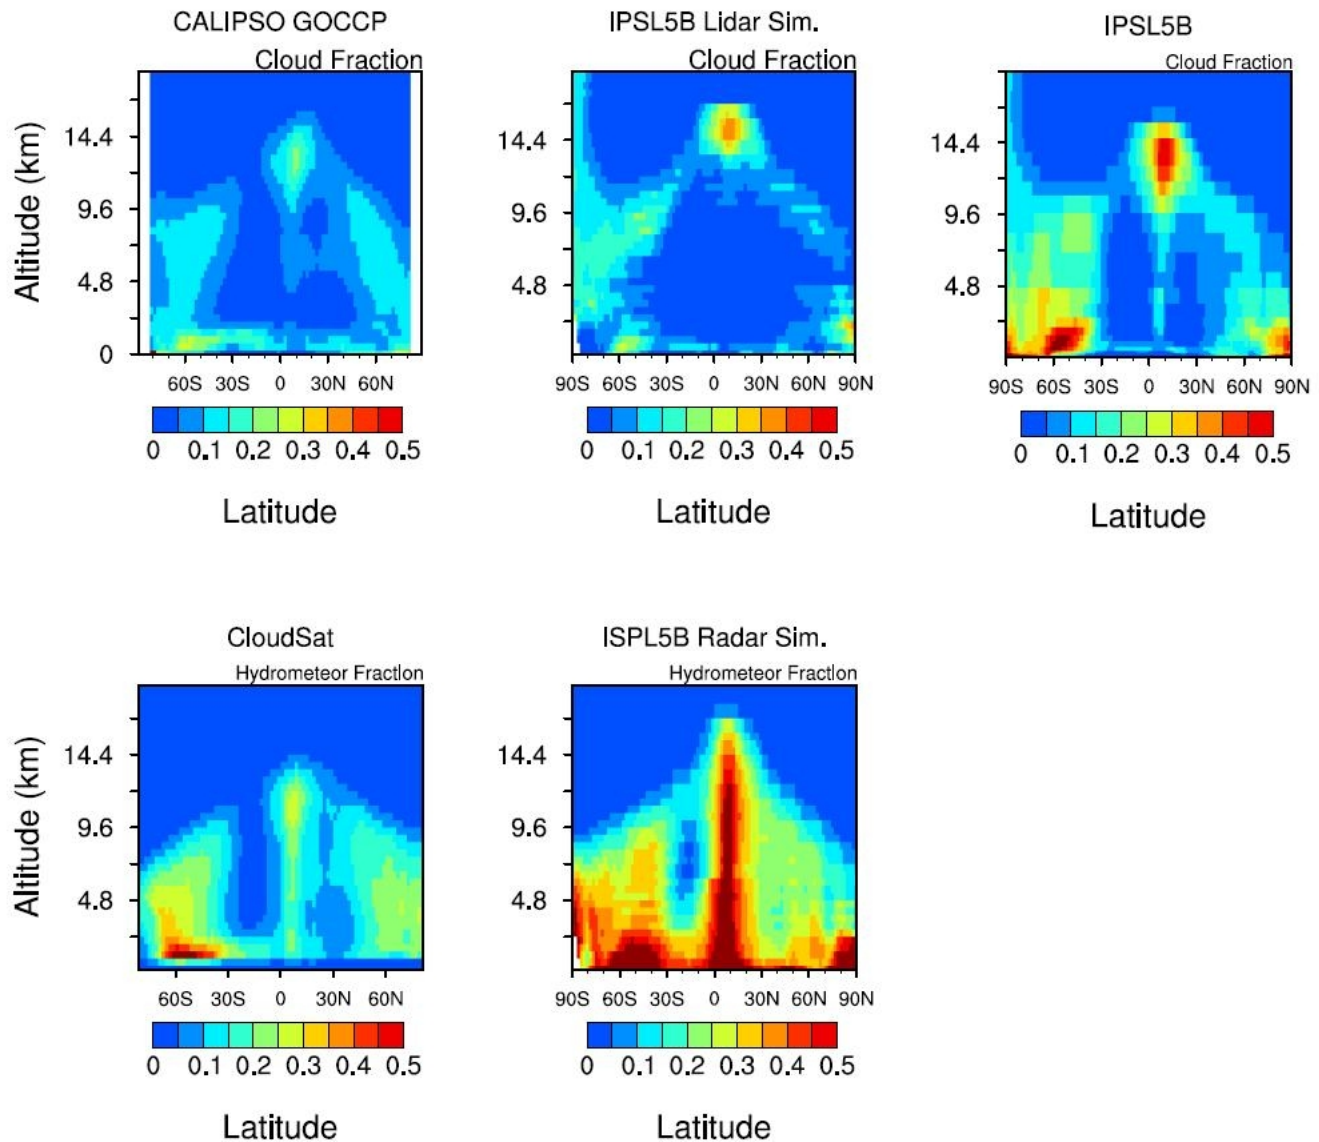 CALIPSO GOCCP
Cloud Fraction
IPSL5B Lidar Sim.
Cloud Fraction
IPSL5B
Cloud Fraction
Altitude (km)
14.4
9.6
4.8
0
14.4
9.6
4.8
14.4
9.6
4.8
60S 30S 0 30N 60N
90S 60S 30S 0 30N 60N 90N
90S 60S 30S 0 30N 60N 90N
0 0.1 0.2 0.3 0.4 0.5
0 0.1 0.2 0.3 0.4 0.5
0 0.1 0.2 0.3 0.4 0.5
Latitude
Latitude
Latitude
CloudSat
Hydrometeor Fraction
ISPL5B Radar Sim.
Hydrometeor Fraction
Altitude (km)
14.4
9.6
4.8
14.4
9.6
4.8
60S 30S 0 30N 60N
90S 60S 30S 0 30N 60N 90N
0 0.1 0.2 0.3 0.4 0.5
0 0.1 0.2 0.3 0.4 0.5
Latitude
Latitude